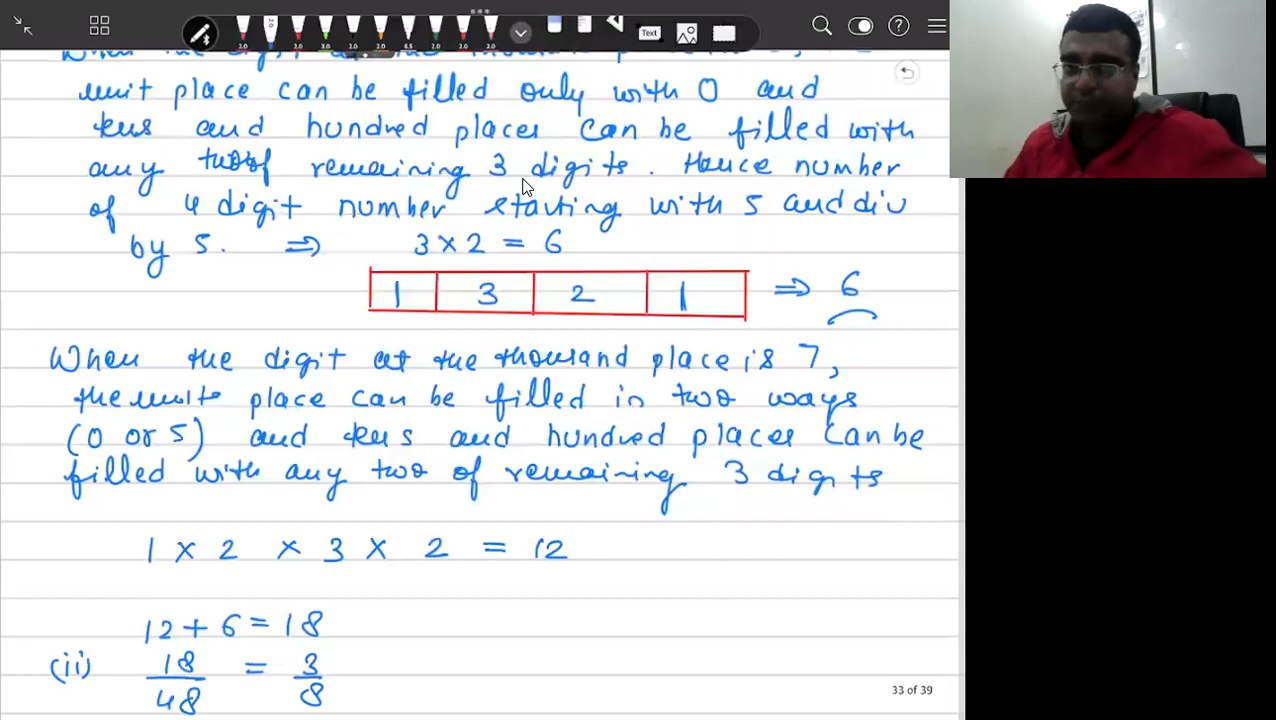 Text
unit place can be filled only with 0 and
tens and hundred places can be filled with
any two of remaining 3 digits. Hence number
of 4 digit number starting with 5 and div
by 5. ⇒ 3 × 2 = 6
1 3 2 1 ⇒ 6
When the digit at the thousand place is 7,
the units place can be filled in two ways
(0 or 5) and tens and hundred places can be
filled with any two of remaining 3 digits
1 × 2 × 3 × 2 = 12
12 + 6 = 18
(ii) 18/48 = 3/8
33 of 39